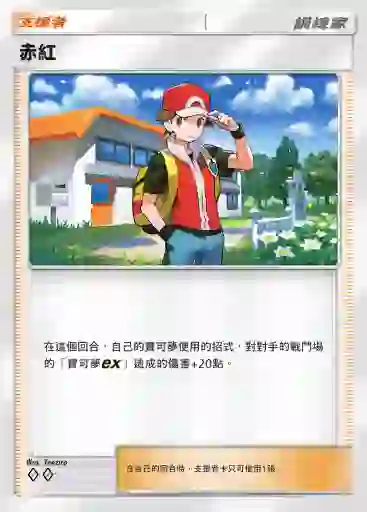 支援者
訓練家
赤紅
在這個回合，自己的寶可夢使用的招式，對對手的戰鬥場
的「寶可夢ex」造成的傷害+20點。
Illus. Teeziro
在自己的回合時，支援者卡只可使用1張。